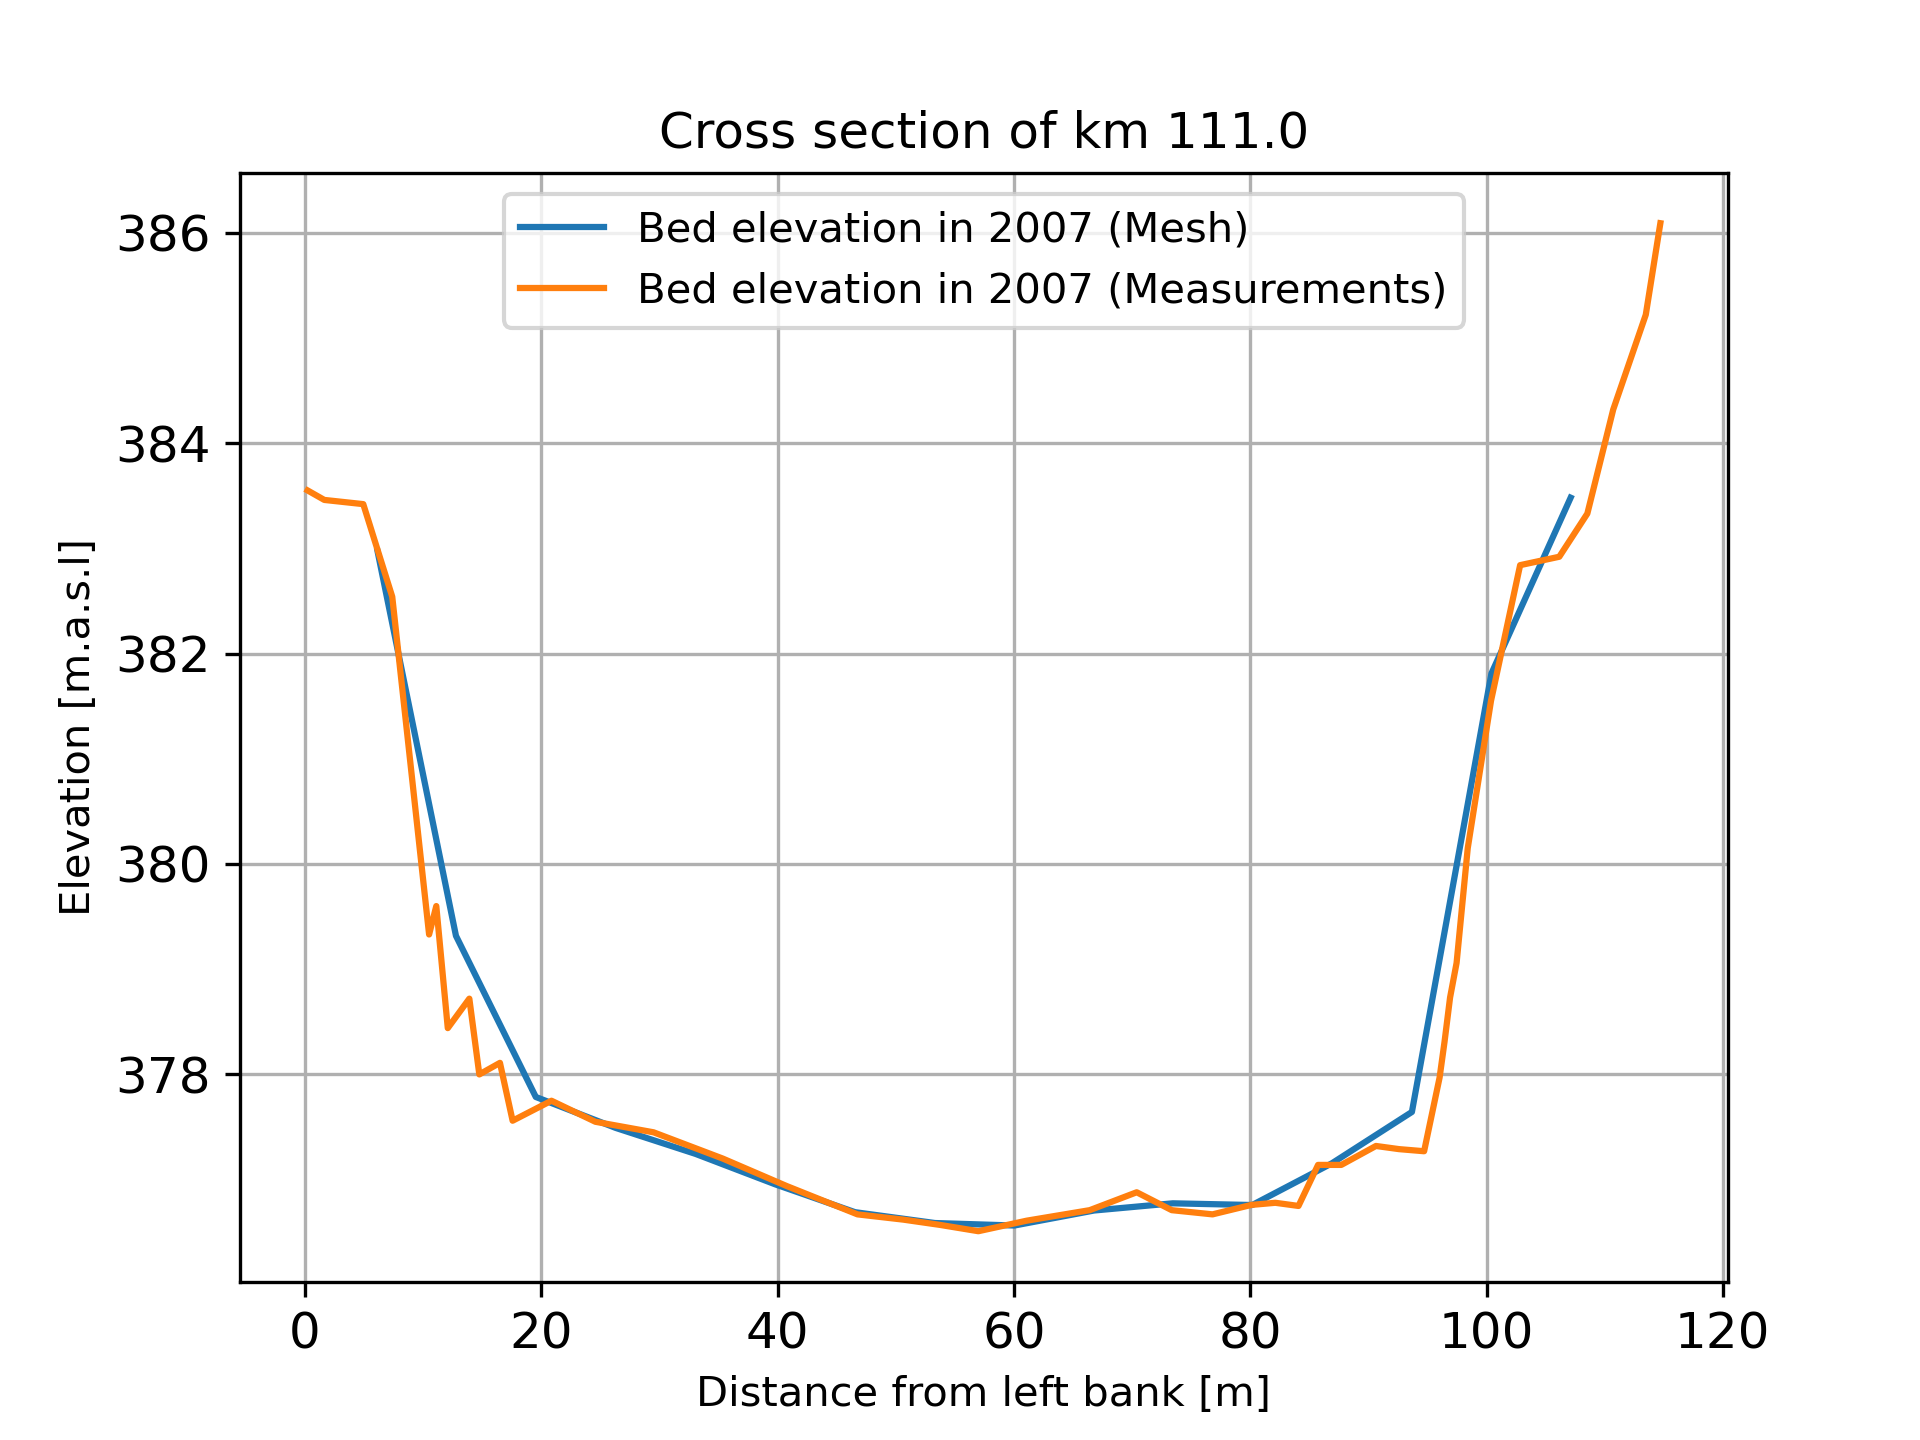 Cross section of km 111.0
Bed elevation in 2007 (Mesh)
Bed elevation in 2007 (Measurements)
Elevation [m.a.s.l]
386
384
382
380
378
0 20 40 60 80 100 120
Distance from left bank [m]